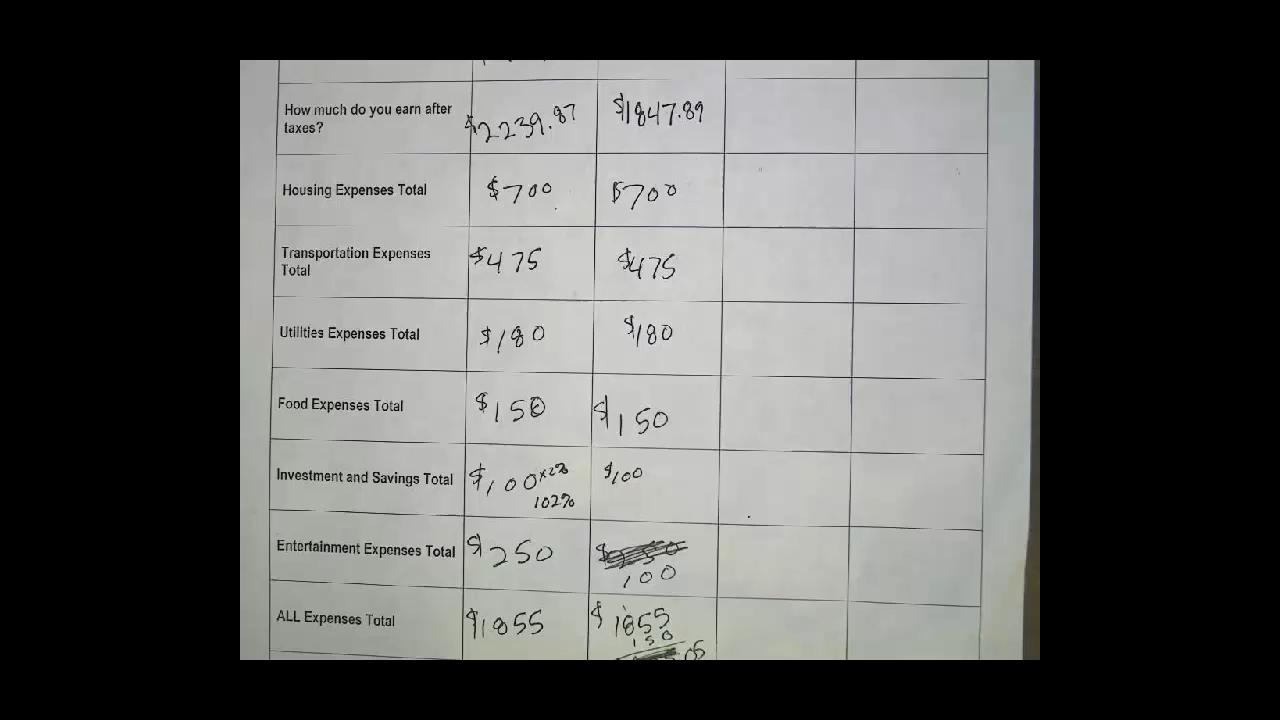 How much do you earn after
taxes?
$2239.87
$1847.89
Housing Expenses Total
$700
$700
Transportation Expenses
Total
$475
$475
Utilities Expenses Total
$180
$180
Food Expenses Total
$150
$150
Investment and Savings Total
$100 x2%
102%
$100
Entertainment Expenses Total
$250
100
ALL Expenses Total
$1855
$1855
150